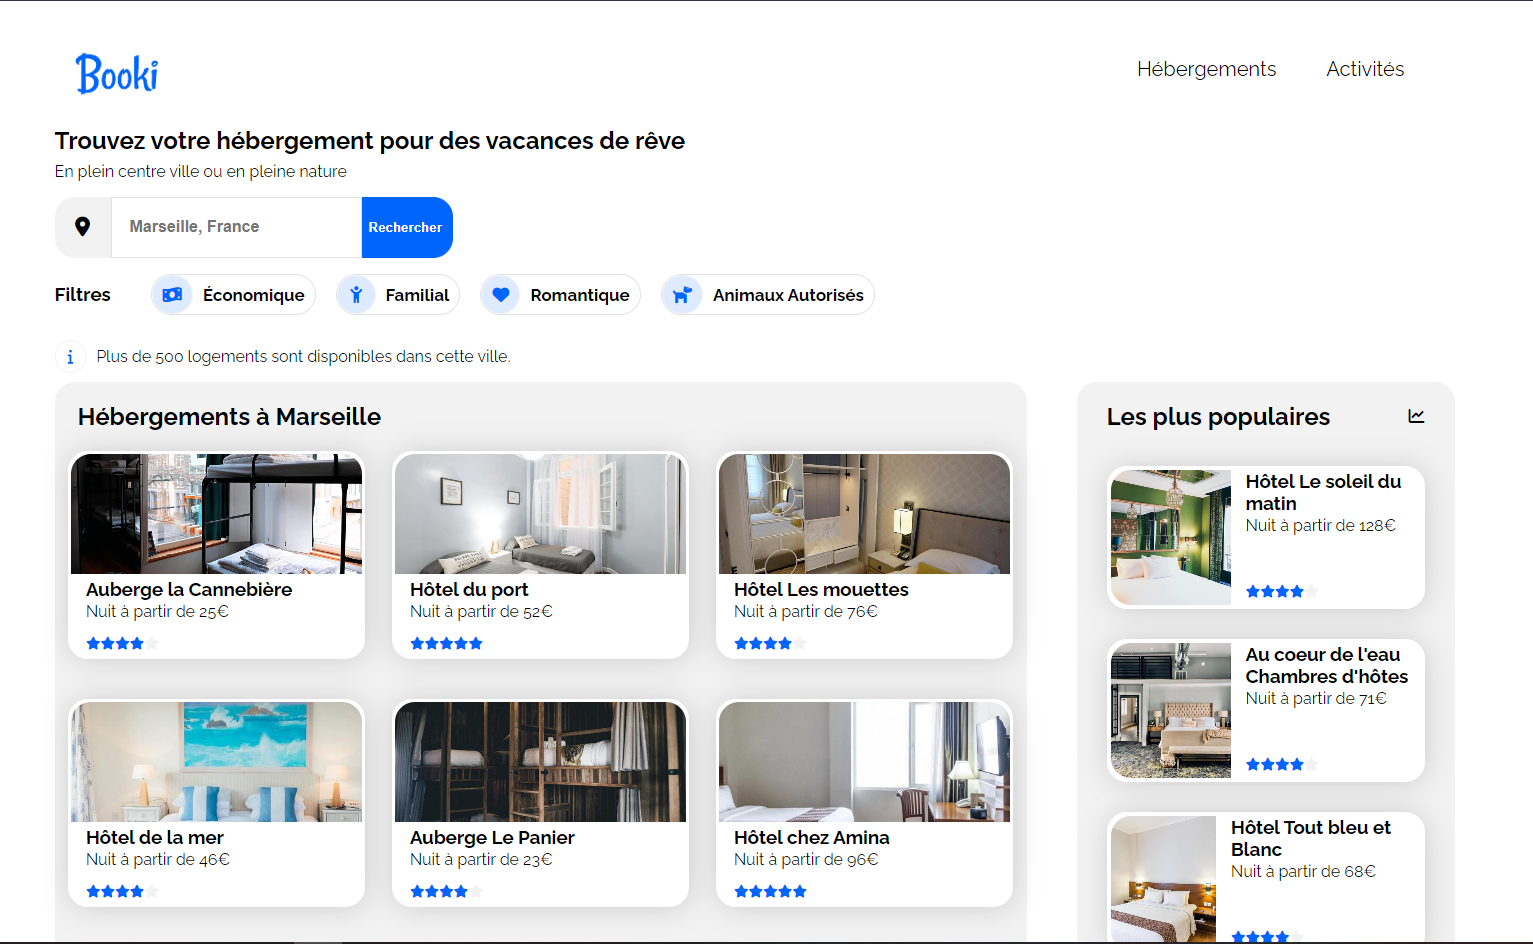 Booki
Hébergements
Activités
Trouvez votre hébergement pour des vacances de rêve
En plein centre ville ou en pleine nature
Marseille, France
Rechercher
Filtres
Économique
Familial
Romantique
Animaux Autorisés
Plus de 500 logements sont disponibles dans cette ville.
Hébergements à Marseille
Auberge la Cannebière
Nuit à partir de 25€
Hôtel du port
Nuit à partir de 52€
Hôtel Les mouettes
Nuit à partir de 76€
Hôtel de la mer
Nuit à partir de 46€
Auberge Le Panier
Nuit à partir de 23€
Hôtel chez Amina
Nuit à partir de 96€
Les plus populaires
Hôtel Le soleil du
matin
Nuit à partir de 128€
Au coeur de l'eau
Chambres d'hôtes
Nuit à partir de 71€
Hôtel Tout bleu et
Blanc
Nuit à partir de 68€